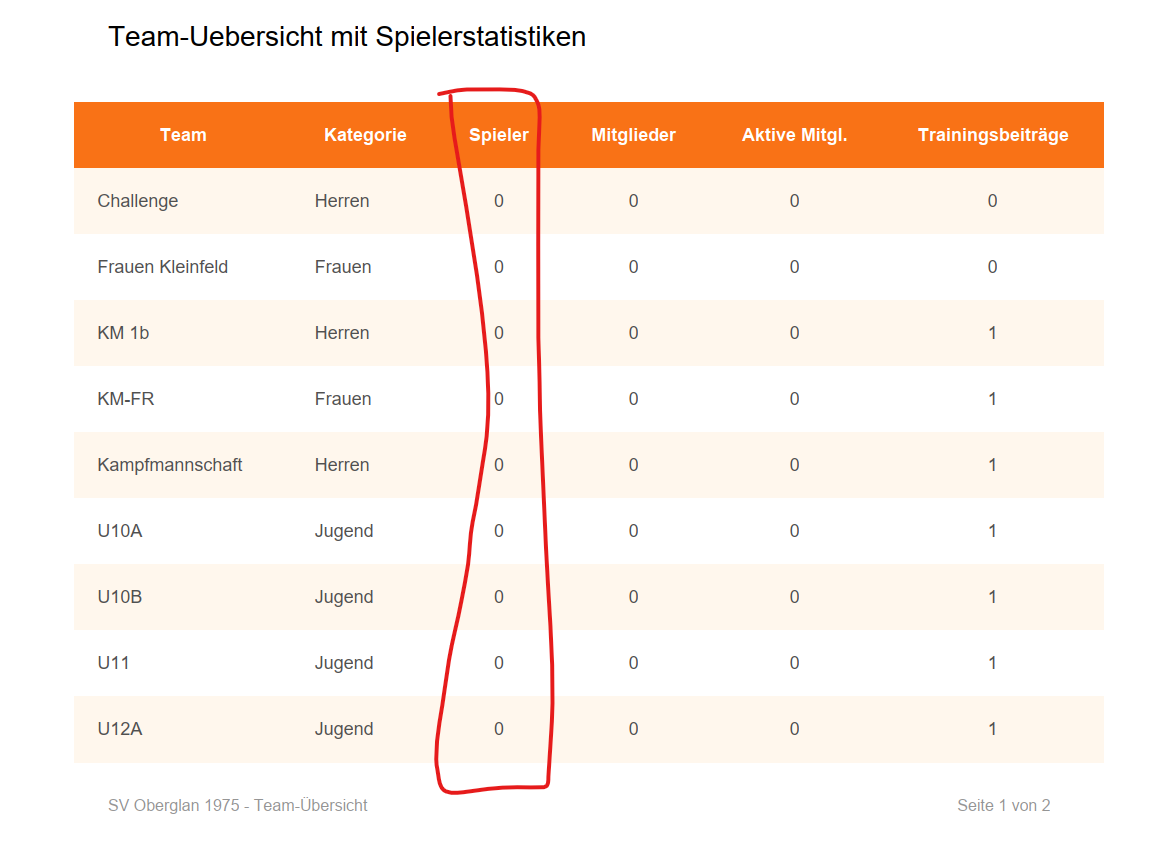 Team-Uebersicht mit Spielerstatistiken
Team Kategorie Spieler Mitglieder Aktive Mitgl. Trainingsbeiträge
Challenge Herren 0 0 0 0
Frauen Kleinfeld Frauen 0 0 0 0
KM 1b Herren 0 0 0 1
KM-FR Frauen 0 0 0 1
Kampfmannschaft Herren 0 0 0 1
U10A Jugend 0 0 0 1
U10B Jugend 0 0 0 1
U11 Jugend 0 0 0 1
U12A Jugend 0 0 0 1
SV Oberglan 1975 - Team-Übersicht Seite 1 von 2